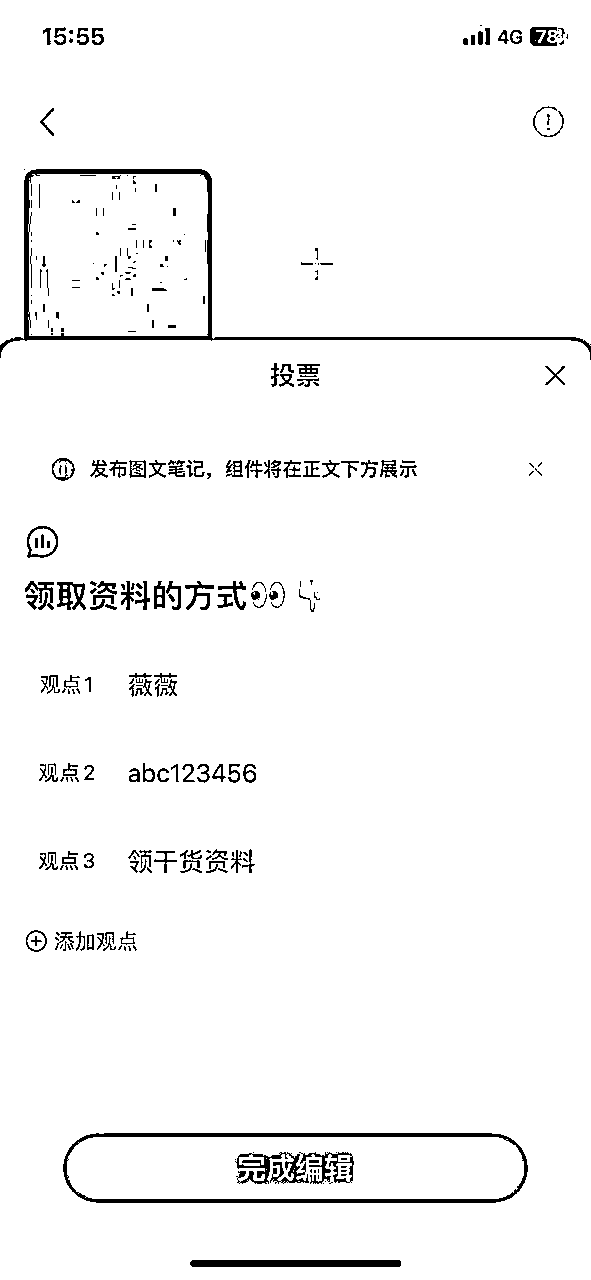 15:55
4G 78
投票
发布图文笔记，组件将在正文下方展示
领取资料的方式👀
观点1 薇薇
观点2 abc123456
观点3 领干货资料
添加观点
完成编辑